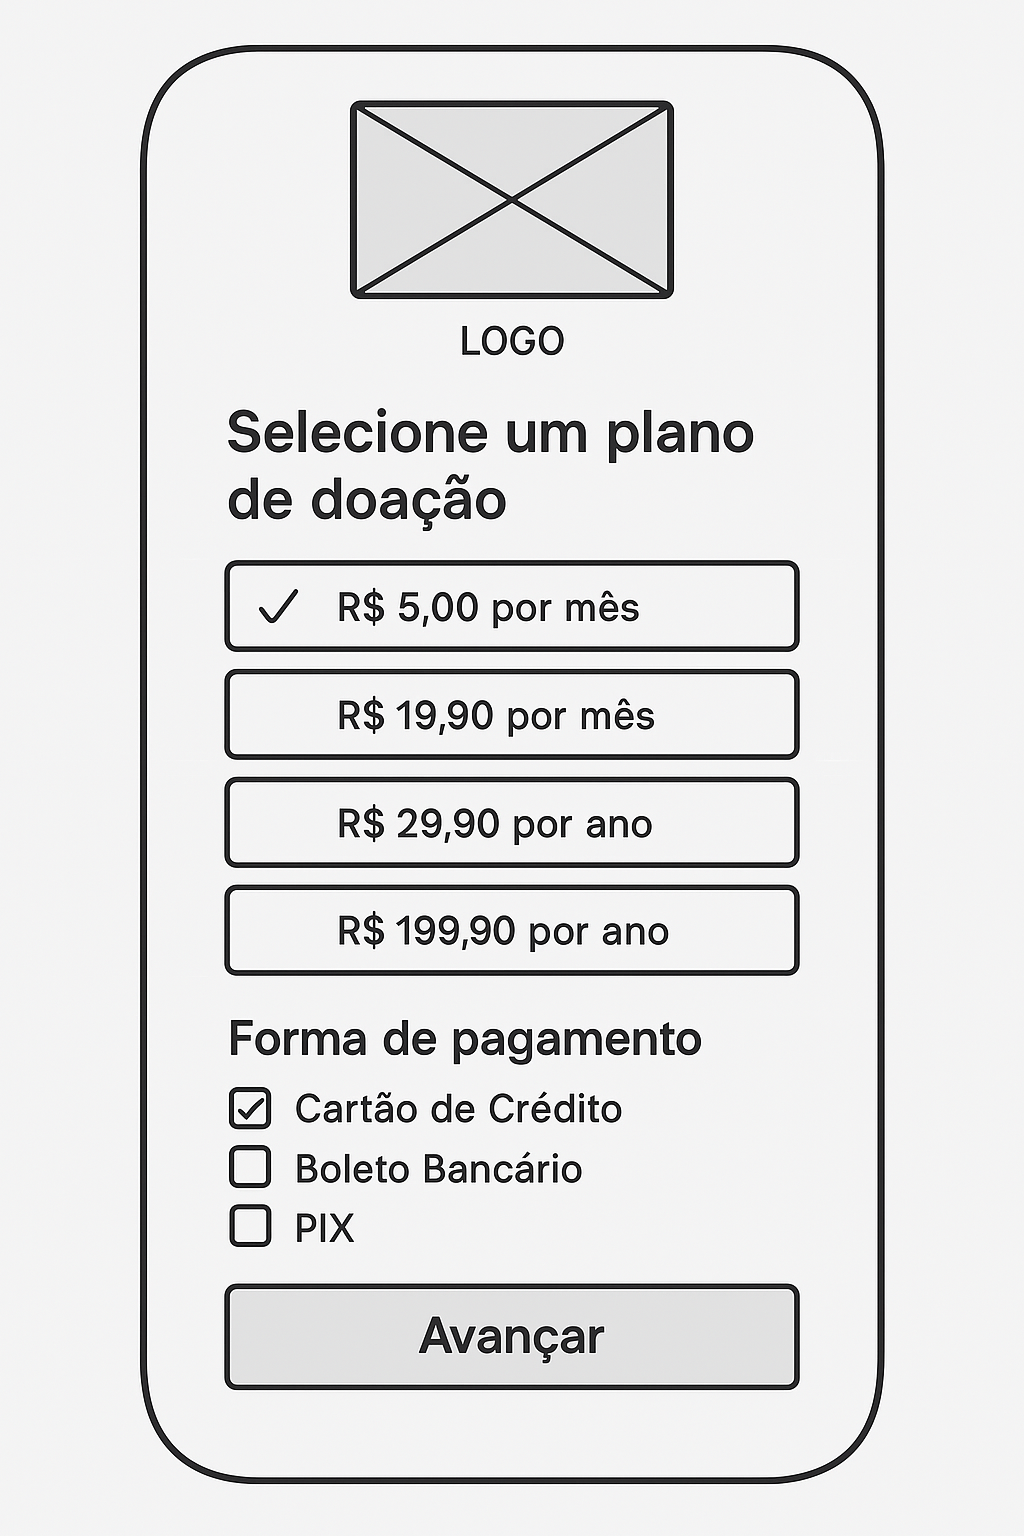 LOGO
Selecione um plano
de doação
R$ 5,00 por mês
R$ 19,90 por mês
R$ 29,90 por ano
R$ 199,90 por ano
Forma de pagamento
Cartão de Crédito
Boleto Bancário
PIX
Avançar